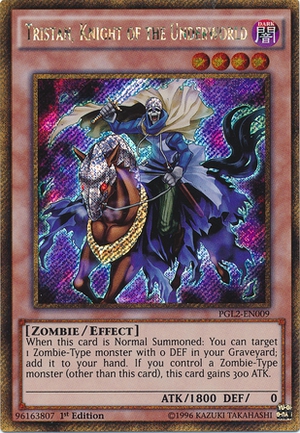 Tristan, Knight of the Underworld
DARK
闇
PGL2-EN009
[ZOMBIE / EFFECT]
When this card is Normal Summoned: You can target
1 Zombie-Type monster with 0 DEF in your Graveyard;
add it to your hand. If you control a Zombie-Type
monster (other than this card), this card gains 300 ATK.
ATK/1800 DEF/ 0
96163807 1st Edition ©1996 KAZUKI TAKAHASHI